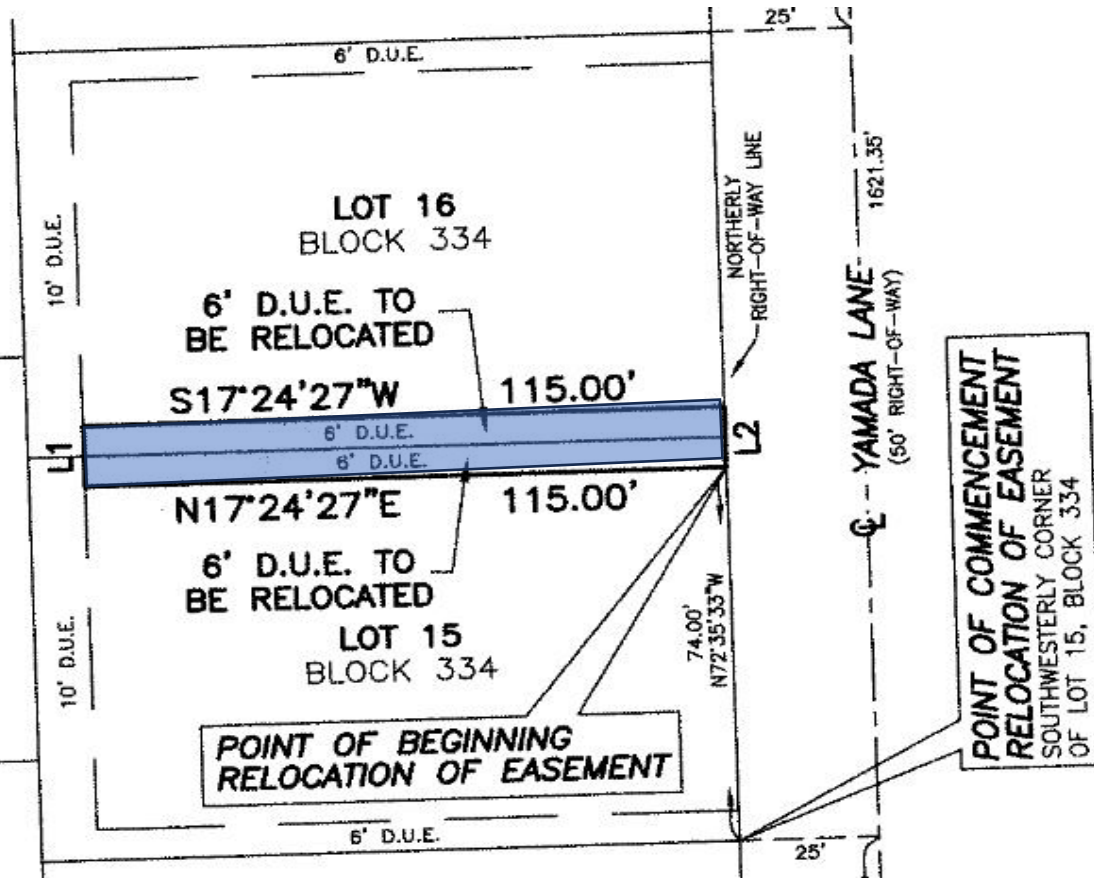 25'
6' D.U.E.
10' D.U.E.
LOT 16
BLOCK 334
NORTHERLY
RIGHT-OF-WAY LINE
1621.35'
6' D.U.E. TO
BE RELOCATED
S17°24'27"W 115.00'
6' D.U.E.
L1
L2
6' D.U.E.
N17°24'27"E 115.00'
6' D.U.E. TO
BE RELOCATED
LOT 15
BLOCK 334
10' D.U.E.
74.00'
N72°35'33"W
℄ YAMADA LANE
(50' RIGHT-OF-WAY)
POINT OF BEGINNING
RELOCATION OF EASEMENT
POINT OF COMMENCEMENT
RELOCATION OF EASEMENT
SOUTHWESTERLY CORNER
OF LOT 15, BLOCK 334
6' D.U.E.
25'